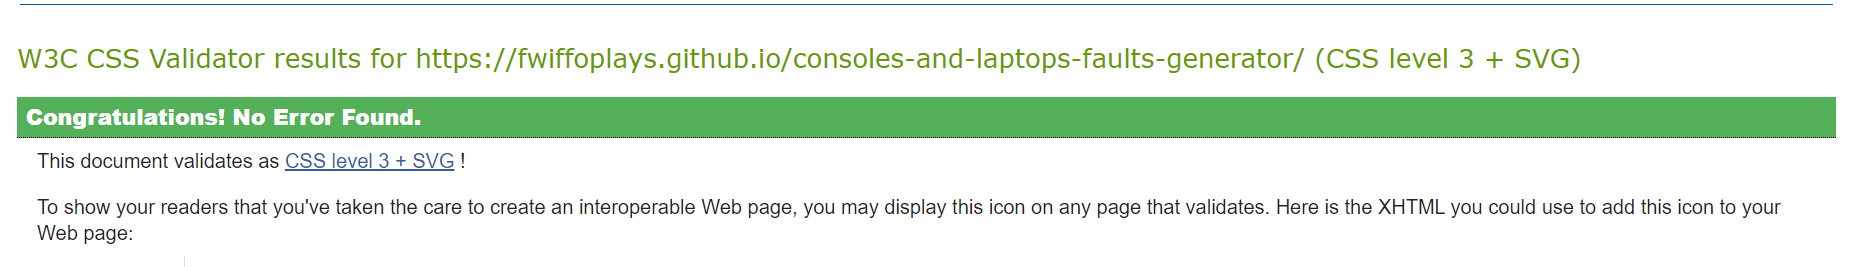 W3C CSS Validator results for https://fwiffoplays.github.io/consoles-and-laptops-faults-generator/ (CSS level 3 + SVG)
Congratulations! No Error Found.
This document validates as CSS level 3 + SVG !
To show your readers that you've taken the care to create an interoperable Web page, you may display this icon on any page that validates. Here is the XHTML you could use to add this icon to your
Web page: